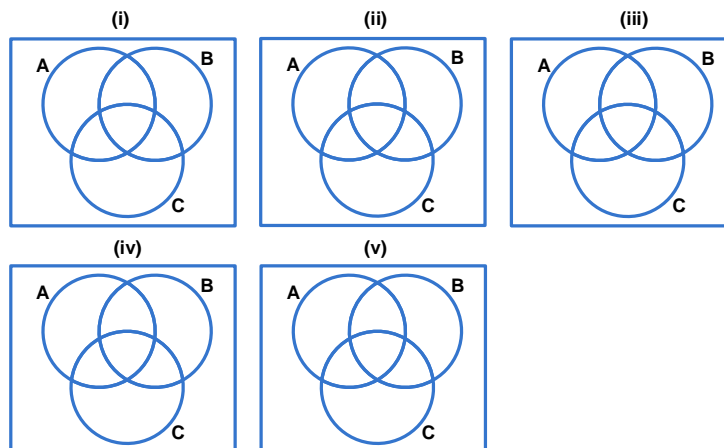 (i) (ii) (iii)
A B A B A B
C C C
(iv) (v)
A B A B
C C